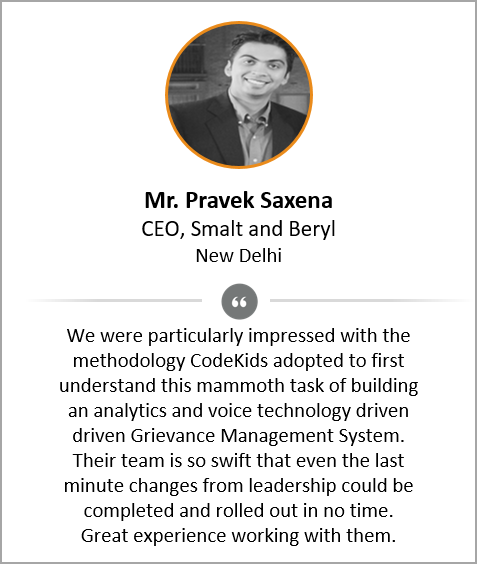 Mr. Pravek Saxena
CEO, Smalt and Beryl
New Delhi
“
We were particularly impressed with the
methodology CodeKids adopted to first
understand this mammoth task of building
an analytics and voice technology driven
driven Grievance Management System.
Their team is so swift that even the last
minute changes from leadership could be
completed and rolled out in no time.
Great experience working with them.